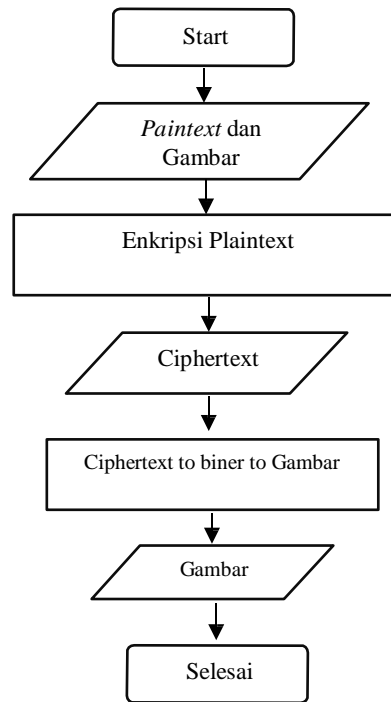 Start
Paintext dan
Gambar
Enkripsi Plaintext
Ciphertext
Ciphertext to biner to Gambar
Gambar
Selesai